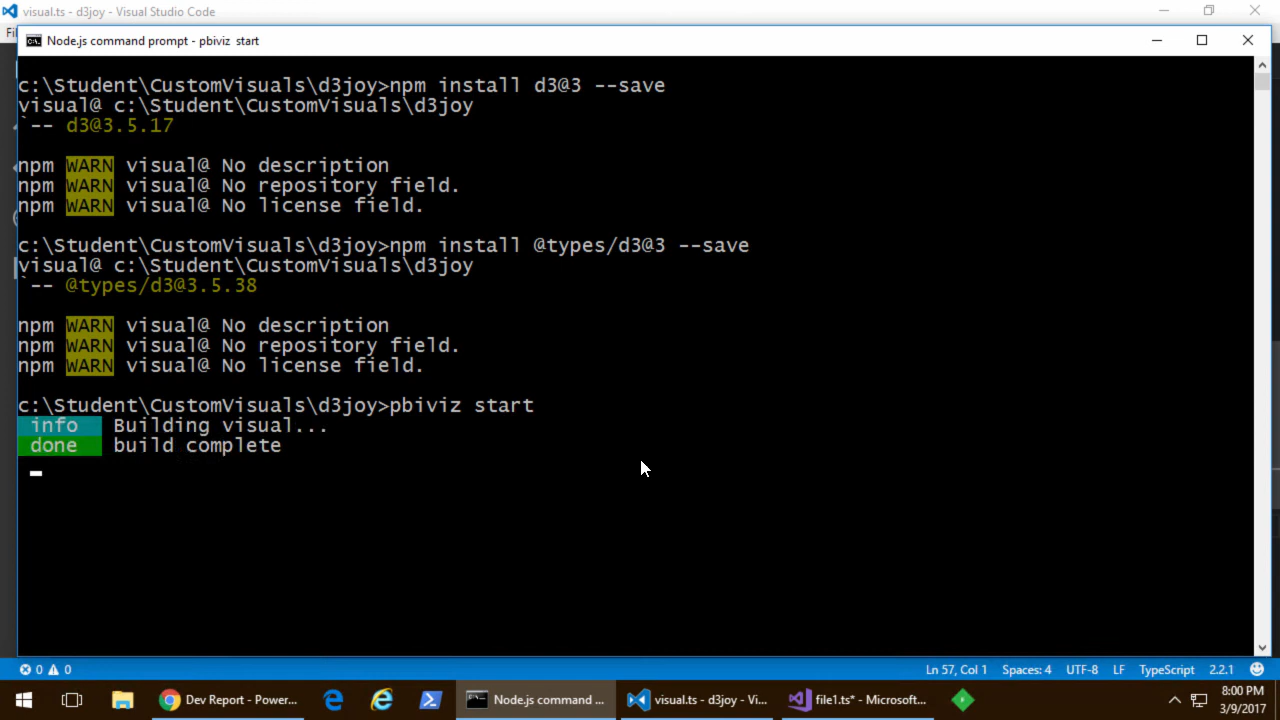 visual.ts - d3joy - Visual Studio Code
Node.js command prompt - pbiviz start
c:\Student\CustomVisuals\d3joy>npm install d3@3 --save
visual@ c:\Student\CustomVisuals\d3joy
`-- d3@3.5.17
npm WARN visual@ No description
npm WARN visual@ No repository field.
npm WARN visual@ No license field.
c:\Student\CustomVisuals\d3joy>npm install @types/d3@3 --save
visual@ c:\Student\CustomVisuals\d3joy
`-- @types/d3@3.5.38
npm WARN visual@ No description
npm WARN visual@ No repository field.
npm WARN visual@ No license field.
c:\Student\CustomVisuals\d3joy>pbiviz start
info Building visual...
done build complete
0 0 Ln 57, Col 1 Spaces: 4 UTF-8 LF TypeScript 2.2.1
Dev Report - Power... Node.js command ... visual.ts - d3joy - Vi... file1.ts* - Microsoft... 8:00 PM
3/9/2017